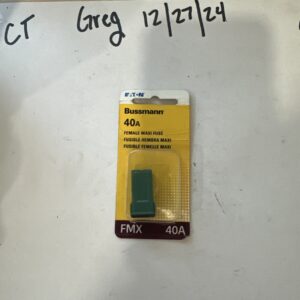 CT Greg 12/27/24
EATON
Bussmann
40A
FEMALE MAXI FUSE
FUSIBLE HEMBRA MAXI
FUSIBLE FEMELLE MAXI
FMX 40A